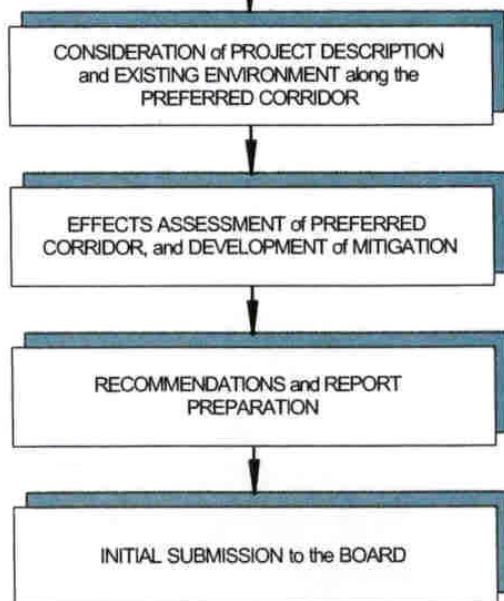 CONSIDERATION of PROJECT DESCRIPTION
and EXISTING ENVIRONMENT along the
PREFERRED CORRIDOR
EFFECTS ASSESSMENT of PREFERRED
CORRIDOR, and DEVELOPMENT of MITIGATION
RECOMMENDATIONS and REPORT
PREPARATION
INITIAL SUBMISSION to the BOARD